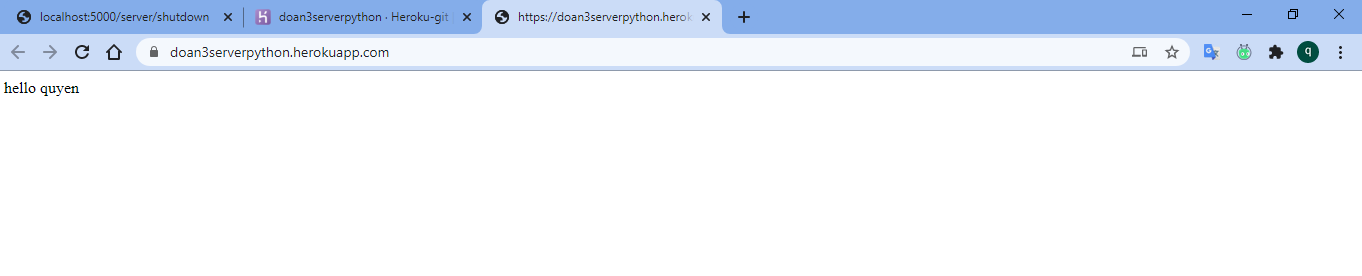 localhost:5000/server/shutdown
doan3serverpython · Heroku-git
https://doan3serverpython.herok
doan3serverpython.herokuapp.com
q
hello quyen